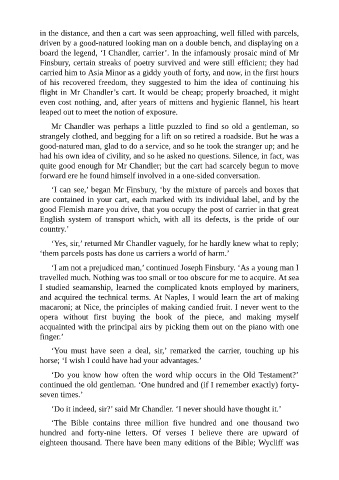 in the distance, and then a cart was seen approaching, well filled with parcels,
driven by a good-natured looking man on a double bench, and displaying on a
board the legend, ‘I Chandler, carrier’. In the infamously prosaic mind of Mr
Finsbury, certain streaks of poetry survived and were still efficient; they had
carried him to Asia Minor as a giddy youth of forty, and now, in the first hours
of his recovered freedom, they suggested to him the idea of continuing his
flight in Mr Chandler’s cart. It would be cheap; properly broached, it might
even cost nothing, and, after years of mittens and hygienic flannel, his heart
leaped out to meet the notion of exposure.
Mr Chandler was perhaps a little puzzled to find so old a gentleman, so
strangely clothed, and begging for a lift on so retired a roadside. But he was a
good-natured man, glad to do a service, and so he took the stranger up; and he
had his own idea of civility, and so he asked no questions. Silence, in fact, was
quite good enough for Mr Chandler; but the cart had scarcely begun to move
forward ere he found himself involved in a one-sided conversation.
‘I can see,’ began Mr Finsbury, ‘by the mixture of parcels and boxes that
are contained in your cart, each marked with its individual label, and by the
good Flemish mare you drive, that you occupy the post of carrier in that great
English system of transport which, with all its defects, is the pride of our
country.’
‘Yes, sir,’ returned Mr Chandler vaguely, for he hardly knew what to reply;
‘them parcels posts has done us carriers a world of harm.’
‘I am not a prejudiced man,’ continued Joseph Finsbury. ‘As a young man I
travelled much. Nothing was too small or too obscure for me to acquire. At sea
I studied seamanship, learned the complicated knots employed by mariners,
and acquired the technical terms. At Naples, I would learn the art of making
macaroni; at Nice, the principles of making candied fruit. I never went to the
opera without first buying the book of the piece, and making myself
acquainted with the principal airs by picking them out on the piano with one
finger.’
‘You must have seen a deal, sir,’ remarked the carrier, touching up his
horse; ‘I wish I could have had your advantages.’
‘Do you know how often the word whip occurs in the Old Testament?’
continued the old gentleman. ‘One hundred and (if I remember exactly) forty-
seven times.’
‘Do it indeed, sir?’ said Mr Chandler. ‘I never should have thought it.’
‘The Bible contains three million five hundred and one thousand two
hundred and forty-nine letters. Of verses I believe there are upward of
eighteen thousand. There have been many editions of the Bible; Wycliff was